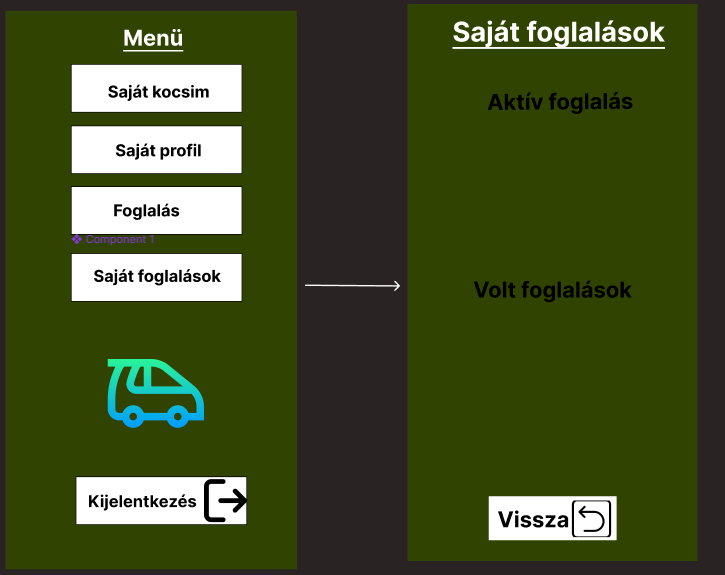 Menü
Saját kocsim
Saját profil
Foglalás
Component 1
Saját foglalások
Kijelentkezés
Saját foglalások
Aktív foglalás
Volt foglalások
Vissza